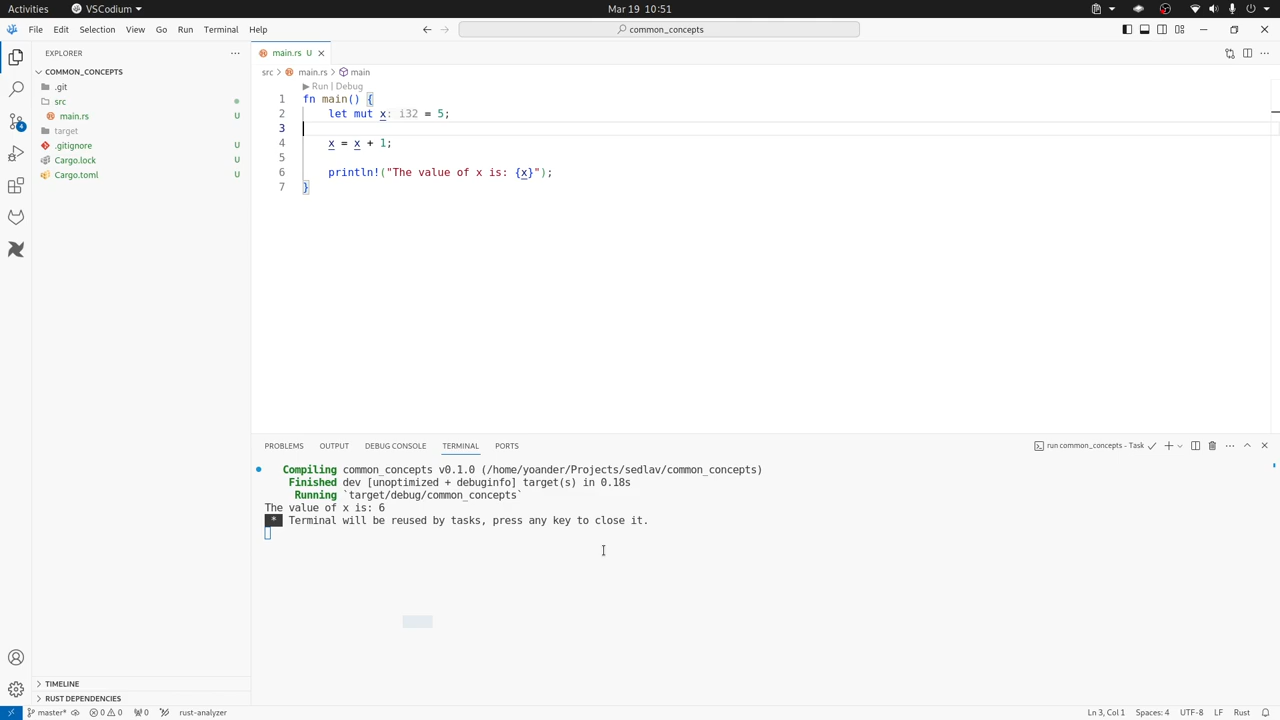 Activities VSCodium Mar 19 10:51
File Edit Selection View Go Run Terminal Help common_concepts
EXPLORER
COMMON_CONCEPTS
.git
src
main.rs U
target
.gitignore U
Cargo.lock U
Cargo.toml U
TIMELINE
RUST DEPENDENCIES
4
main.rs U
src main.rs main
Run | Debug
1 fn main() {
2 let mut x: i32 = 5;
3
4 x = x + 1;
5
6 println!("The value of x is: {x}");
7 }
PROBLEMS OUTPUT DEBUG CONSOLE TERMINAL PORTS run common_concepts - Task
Compiling common_concepts v0.1.0 (/home/yoander/Projects/sedlav/common_concepts)
Finished dev [unoptimized + debuginfo] target(s) in 0.18s
Running `target/debug/common_concepts`
The value of x is: 6
* Terminal will be reused by tasks, press any key to close it.
master* 0 0 0 rust-analyzer Ln 3, Col 1 Spaces: 4 UTF-8 LF Rust